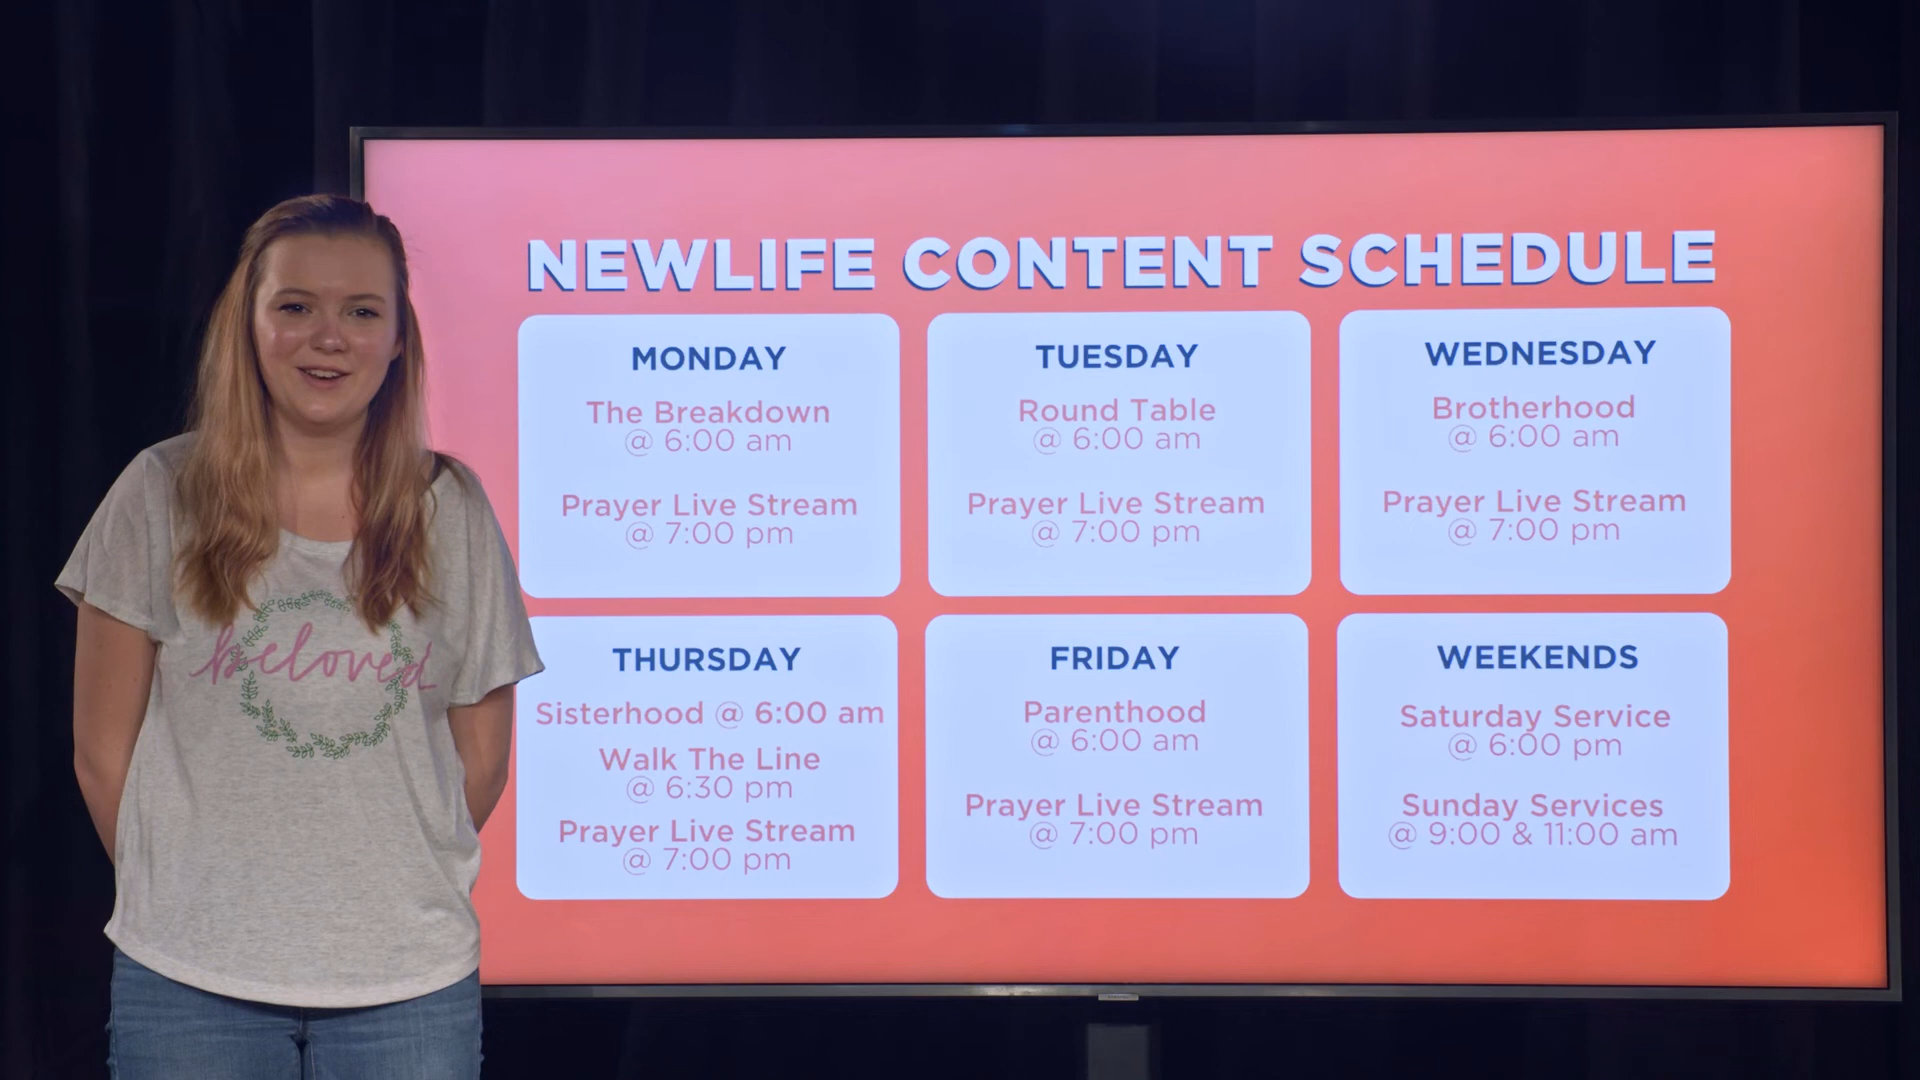 NEWLIFE CONTENT SCHEDULE
MONDAY
The Breakdown
@ 6:00 am
Prayer Live Stream
@ 7:00 pm
TUESDAY
Round Table
@ 6:00 am
Prayer Live Stream
@ 7:00 pm
WEDNESDAY
Brotherhood
@ 6:00 am
Prayer Live Stream
@ 7:00 pm
THURSDAY
Sisterhood @ 6:00 am
Walk The Line
@ 6:30 pm
Prayer Live Stream
@ 7:00 pm
FRIDAY
Parenthood
@ 6:00 am
Prayer Live Stream
@ 7:00 pm
WEEKENDS
Saturday Service
@ 6:00 pm
Sunday Services
@ 9:00 & 11:00 am
beloved